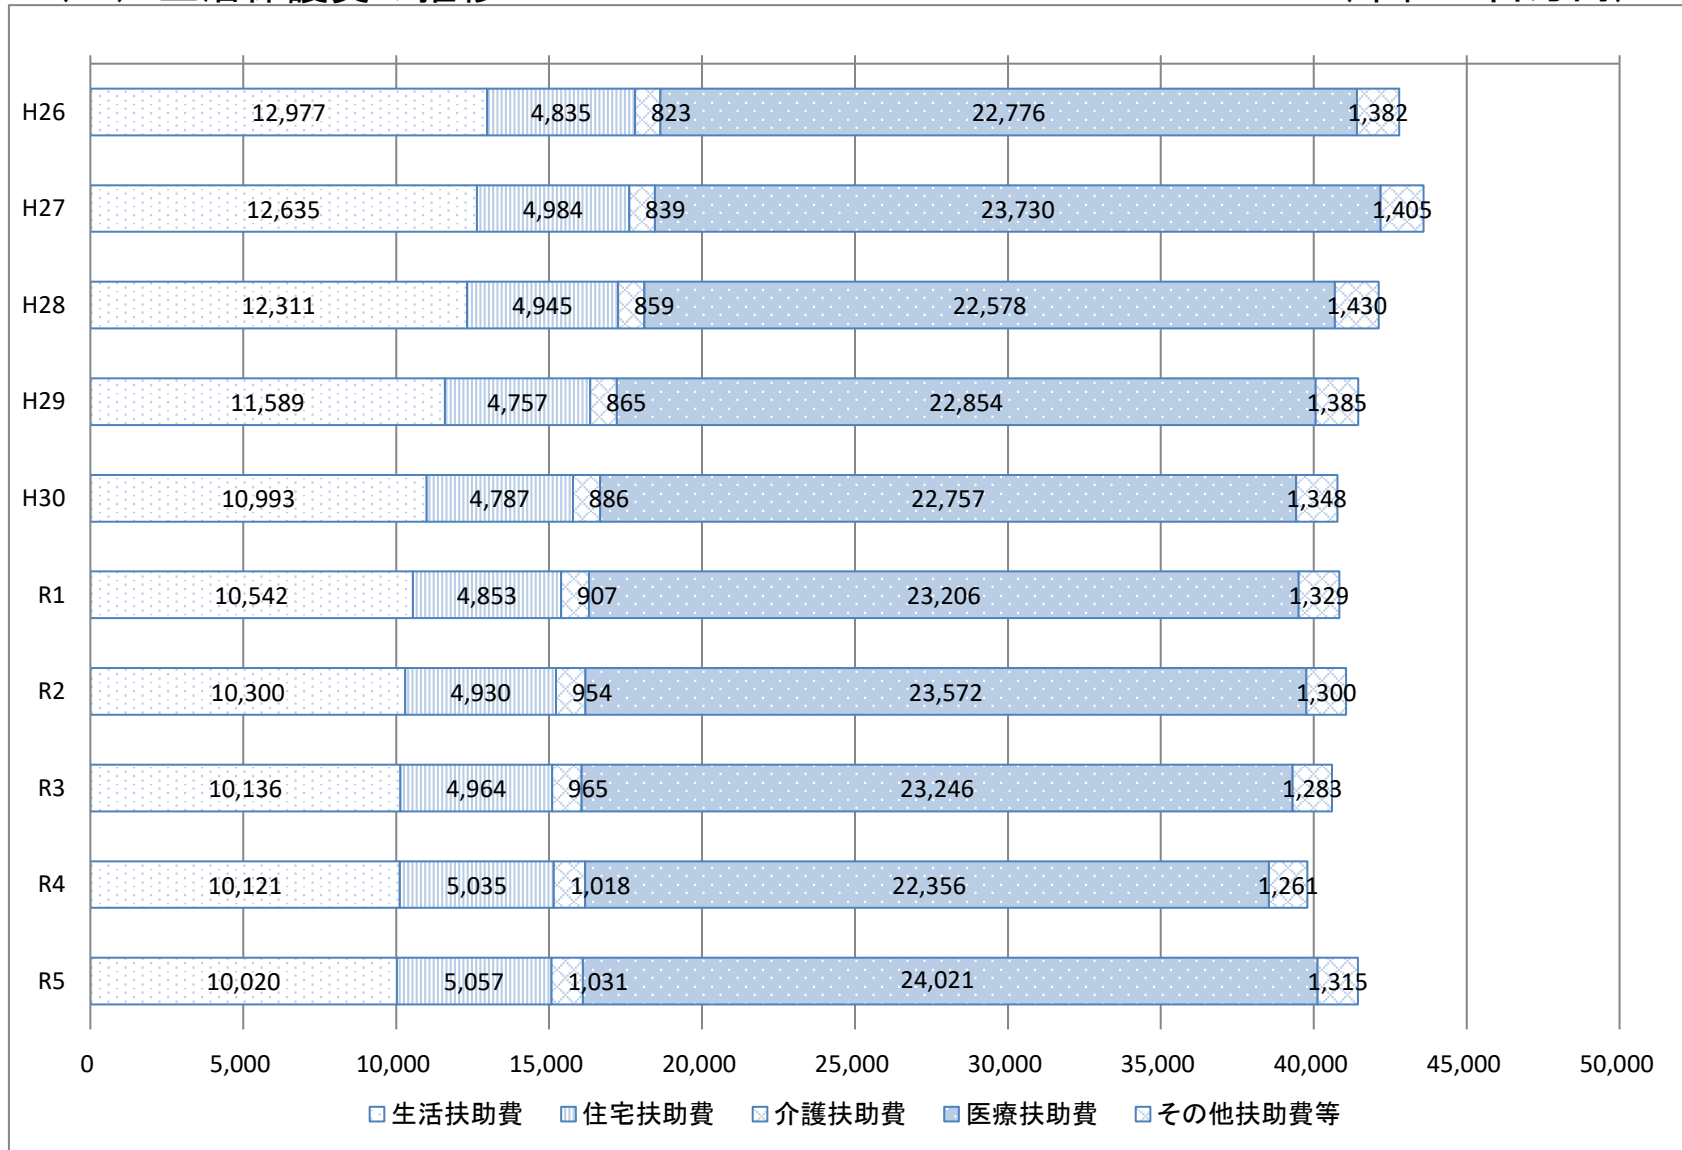 H26 12,977 4,835 823 22,776 1,382
H27 12,635 4,984 839 23,730 1,405
H28 12,311 4,945 859 22,578 1,430
H29 11,589 4,757 865 22,854 1,385
H30 10,993 4,787 886 22,757 1,348
R1 10,542 4,853 907 23,206 1,329
R2 10,300 4,930 954 23,572 1,300
R3 10,136 4,964 965 23,246 1,283
R4 10,121 5,035 1,018 22,356 1,261
R5 10,020 5,057 1,031 24,021 1,315
0 5,000 10,000 15,000 20,000 25,000 30,000 35,000 40,000 45,000 50,000
生活扶助費 住宅扶助費 介護扶助費 医療扶助費 その他扶助費等